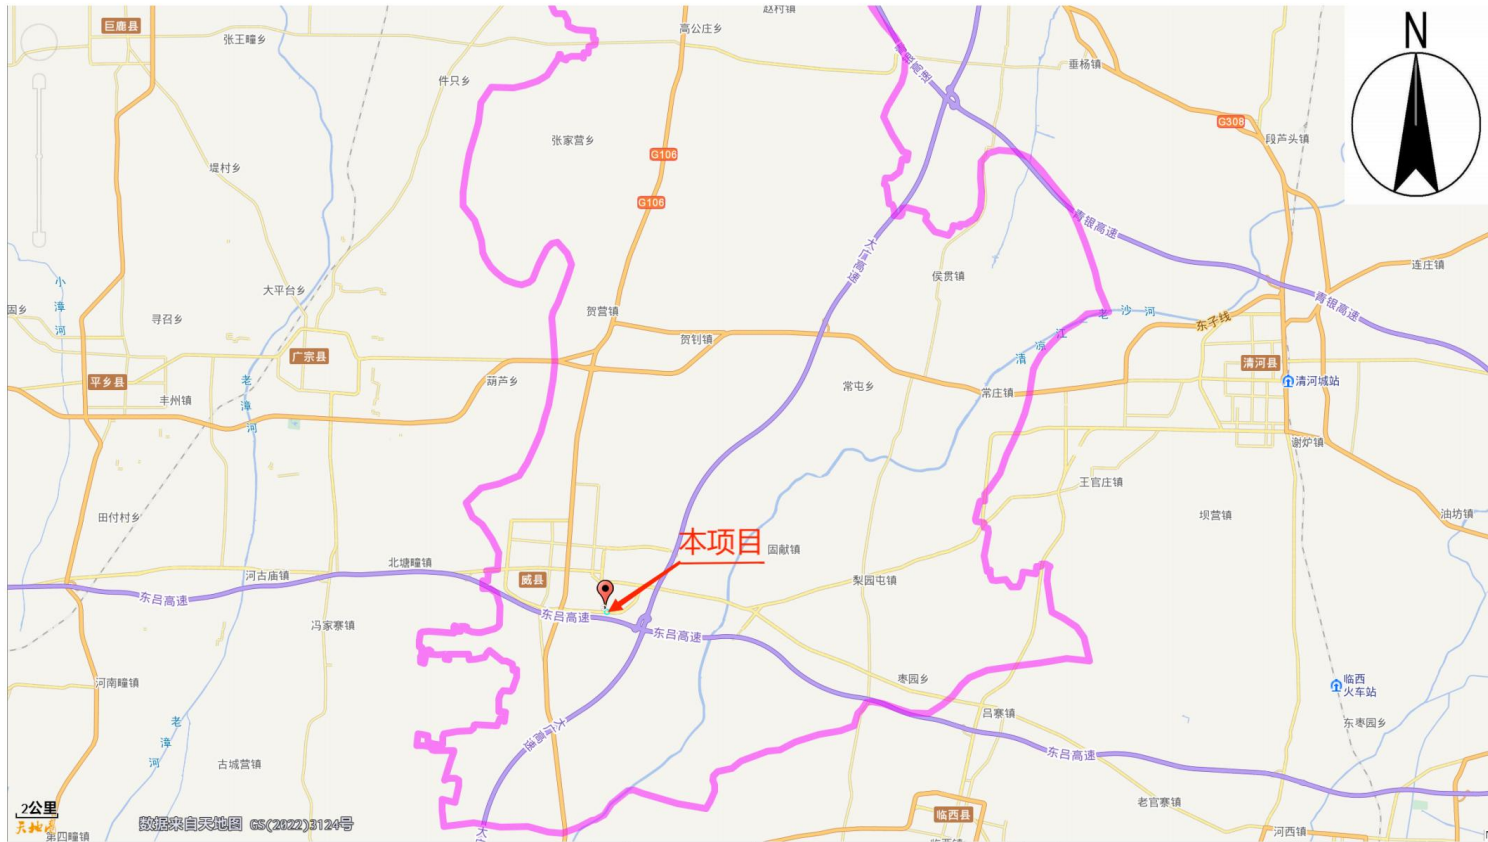 赵村镇
巨鹿县
高公庄乡
N
张王疃乡
件只乡
垂杨镇
G308
段芦头镇
张家营乡
G106
堤村乡
G106
青银高速
大广高速
连庄镇
侯贯镇
小漳河
大平台乡
青银高速
固乡
寻召乡
贺营镇
老沙河
东子线
清凉江
贺钊镇
广宗县
清河县
平乡县
葫芦乡
常屯乡
清河城站
老漳河
丰州镇
常庄镇
谢炉镇
王官庄镇
田付村乡
坝营镇
油坊镇
本项目
固献镇
北塘疃镇
河古庙镇
威县
梨园屯镇
东吕高速
东吕高速
冯家寨镇
东吕高速
枣园乡
临西
火车站
河南疃镇
吕寨镇
老漳河
大广高速
东枣园乡
东吕高速
古城营镇
2公里
老官寨镇
临西县
天地图
数据来自天地图 GS(2022)3124号
第四疃镇
河西镇